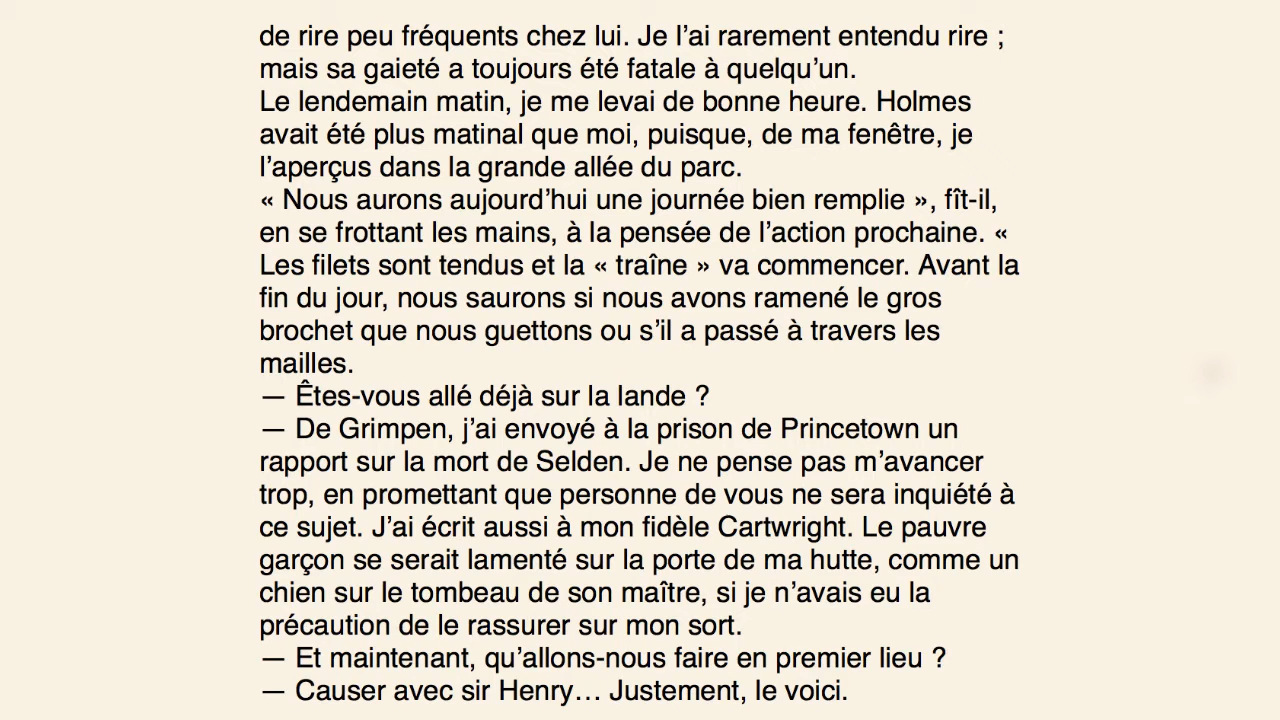 de rire peu fréquents chez lui. Je l’ai rarement entendu rire ;
mais sa gaieté a toujours été fatale à quelqu’un.
Le lendemain matin, je me levai de bonne heure. Holmes
avait été plus matinal que moi, puisque, de ma fenêtre, je
l’aperçus dans la grande allée du parc.
« Nous aurons aujourd’hui une journée bien remplie », fît-il,
en se frottant les mains, à la pensée de l’action prochaine. «
Les filets sont tendus et la « traîne » va commencer. Avant la
fin du jour, nous saurons si nous avons ramené le gros
brochet que nous guettons ou s’il a passé à travers les
mailles.
— Êtes-vous allé déjà sur la lande ?
— De Grimpen, j’ai envoyé à la prison de Princetown un
rapport sur la mort de Selden. Je ne pense pas m’avancer
trop, en promettant que personne de vous ne sera inquiété à
ce sujet. J’ai écrit aussi à mon fidèle Cartwright. Le pauvre
garçon se serait lamenté sur la porte de ma hutte, comme un
chien sur le tombeau de son maître, si je n’avais eu la
précaution de le rassurer sur mon sort.
— Et maintenant, qu’allons-nous faire en premier lieu ?
— Causer avec sir Henry… Justement, le voici.